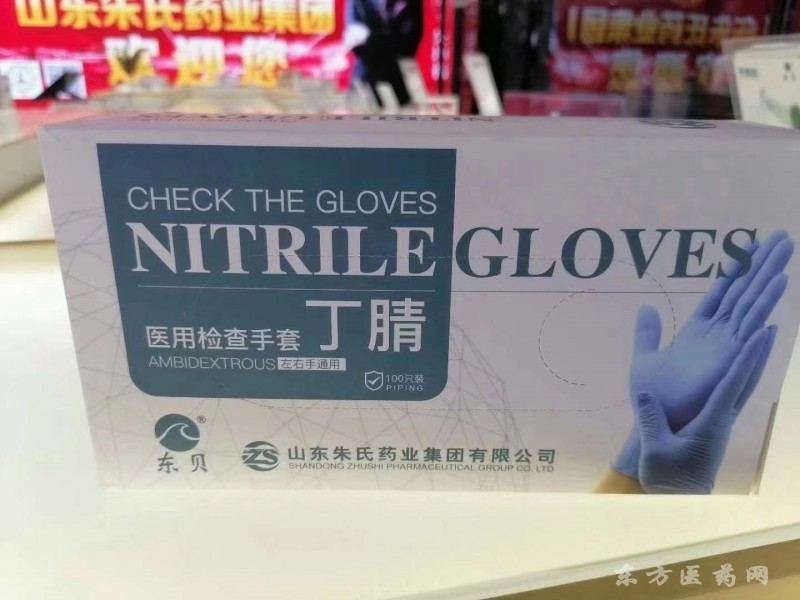 山东朱氏药业集团
欢迎您
CHECK THE GLOVES
NITRILE GLOVES
医用检查手套 丁腈
AMBIDEXTROUS 左右手通用
100只装
PIPING
东贝®
ZS 山东朱氏药业集团有限公司
SHANDONG ZHUSHI PHARMACEUTICAL GROUP CO. LTD
东方医药网